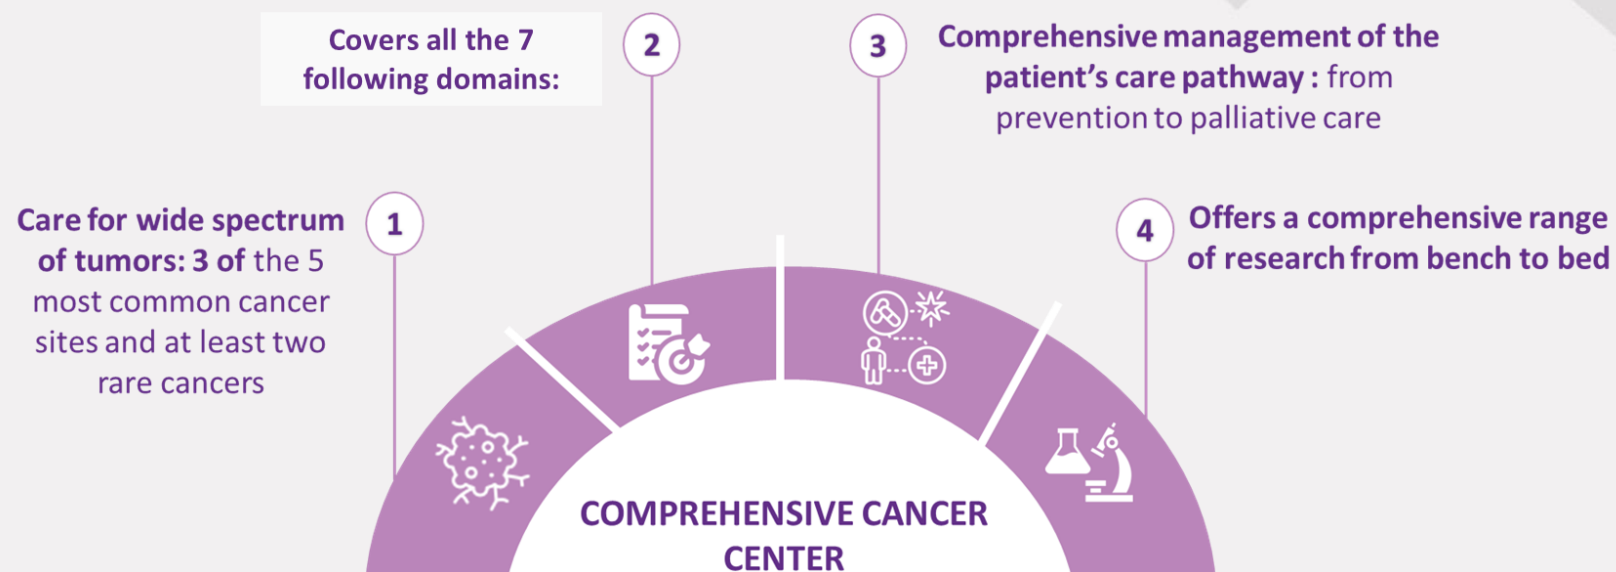 Covers all the 7
following domains:
2
3
Comprehensive management of the
patient's care pathway : from
prevention to palliative care
Care for wide spectrum
of tumors: 3 of the 5
most common cancer
sites and at least two
rare cancers
1
4
Offers a comprehensive range
of research from bench to bed
COMPREHENSIVE CANCER
CENTER